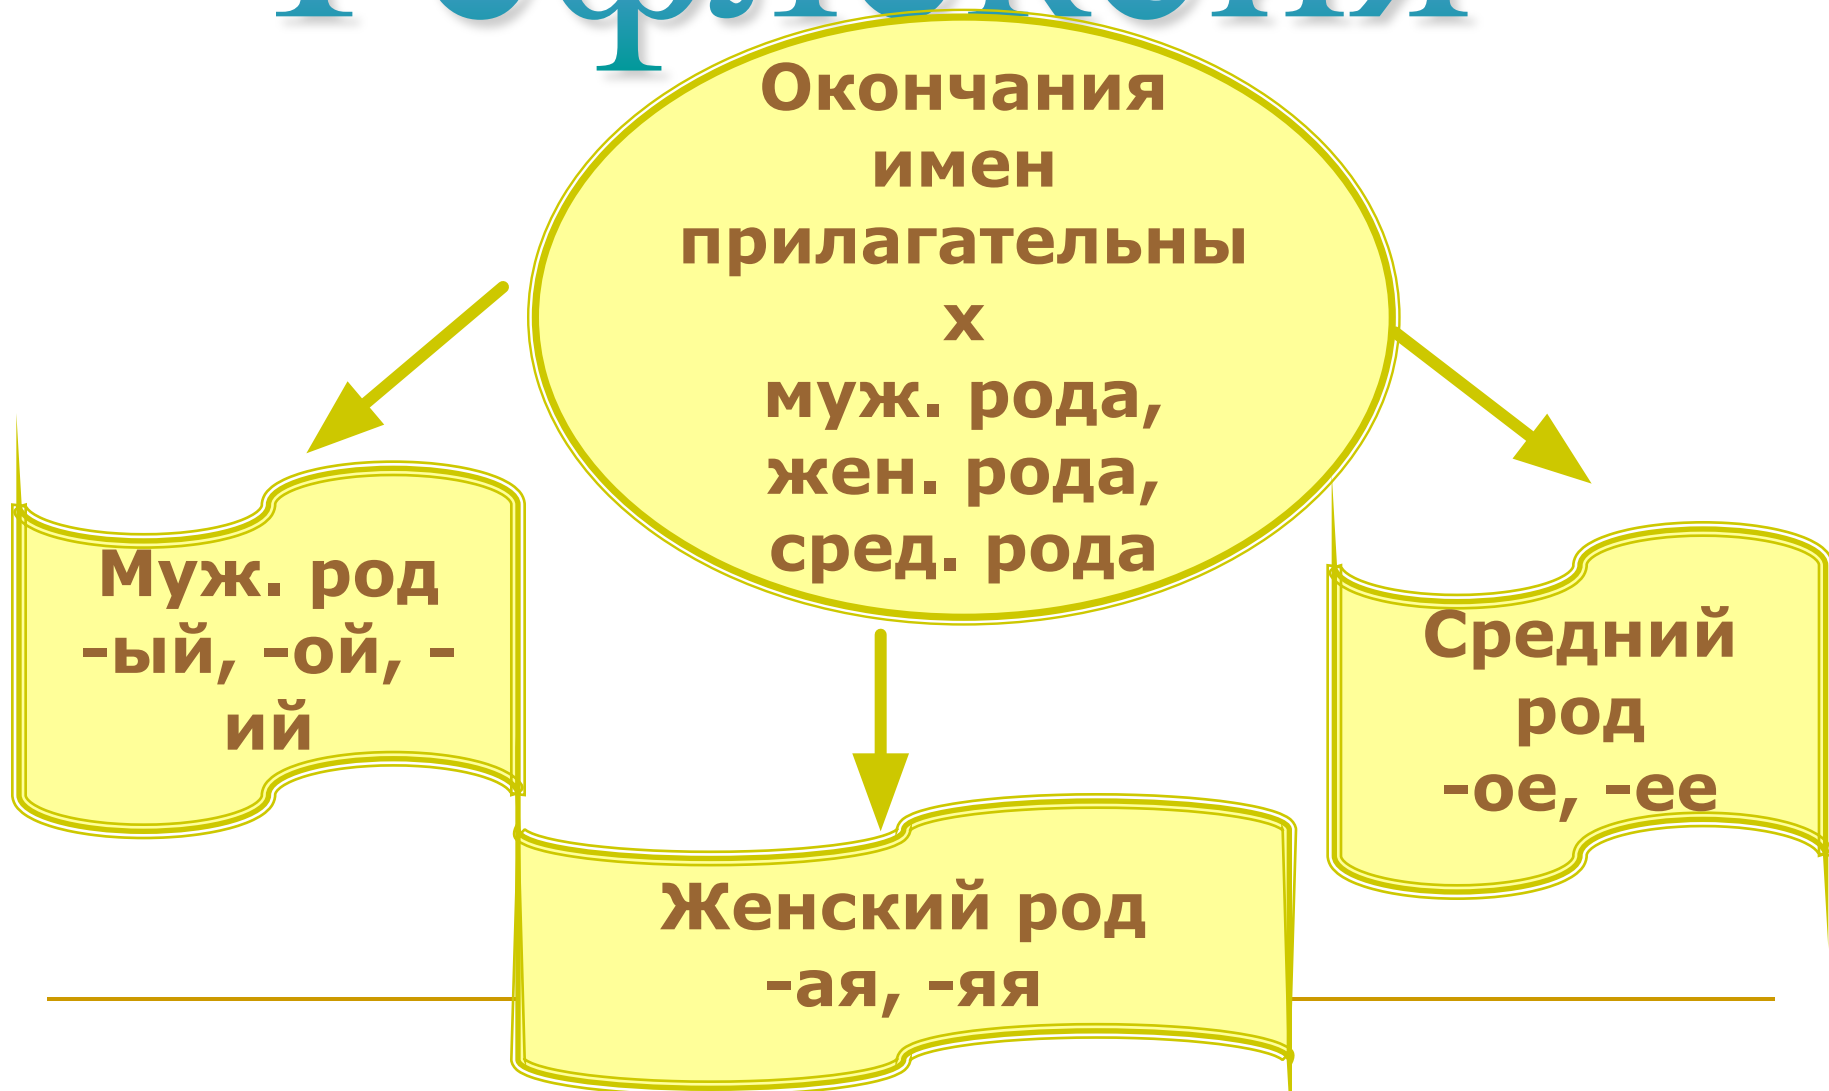 Рефлексия
Окончания
имен
прилагательны
х
муж. рода,
жен. рода,
сред. рода
Муж. род
-ый, -ой, -
ий
Средний
род
-ое, -ее
Женский род
-ая, -яя